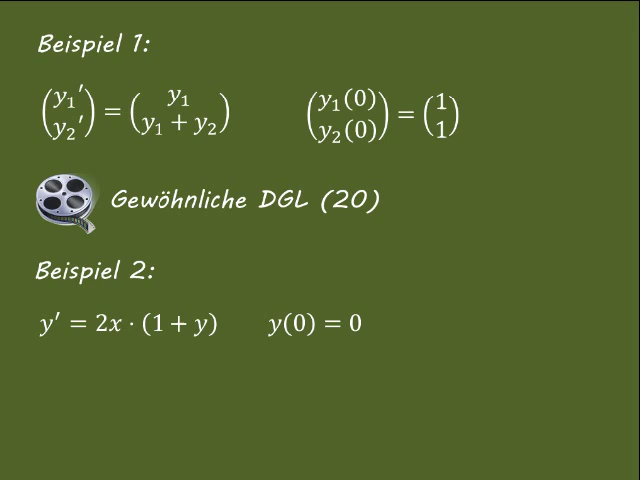 Beispiel 1:
(y₁′ y₂′) = (y₁ y₁ + y₂) (y₁(0) y₂(0)) = (1 1)
Gewöhnliche DGL (20)
Beispiel 2:
y′ = 2x · (1 + y) y(0) = 0